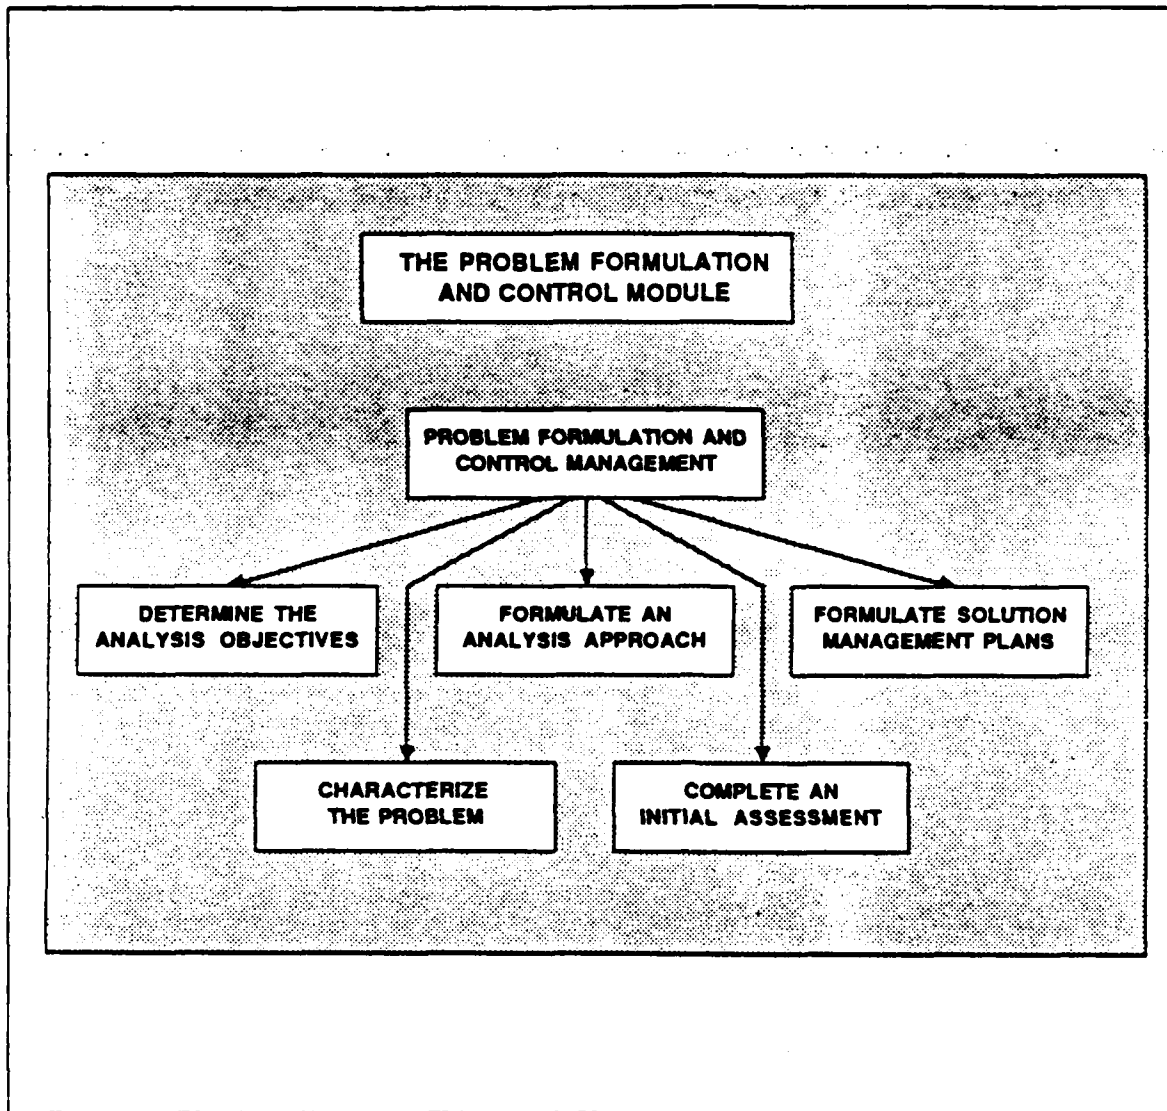 THE PROBLEM FORMULATION
AND CONTROL MODULE
PROBLEM FORMULATION AND
CONTROL MANAGEMENT
DETERMINE THE
ANALYSIS OBJECTIVES
FORMULATE AN
ANALYSIS APPROACH
FORMULATE SOLUTION
MANAGEMENT PLANS
CHARACTERIZE
THE PROBLEM
COMPLETE AN
INITIAL ASSESSMENT